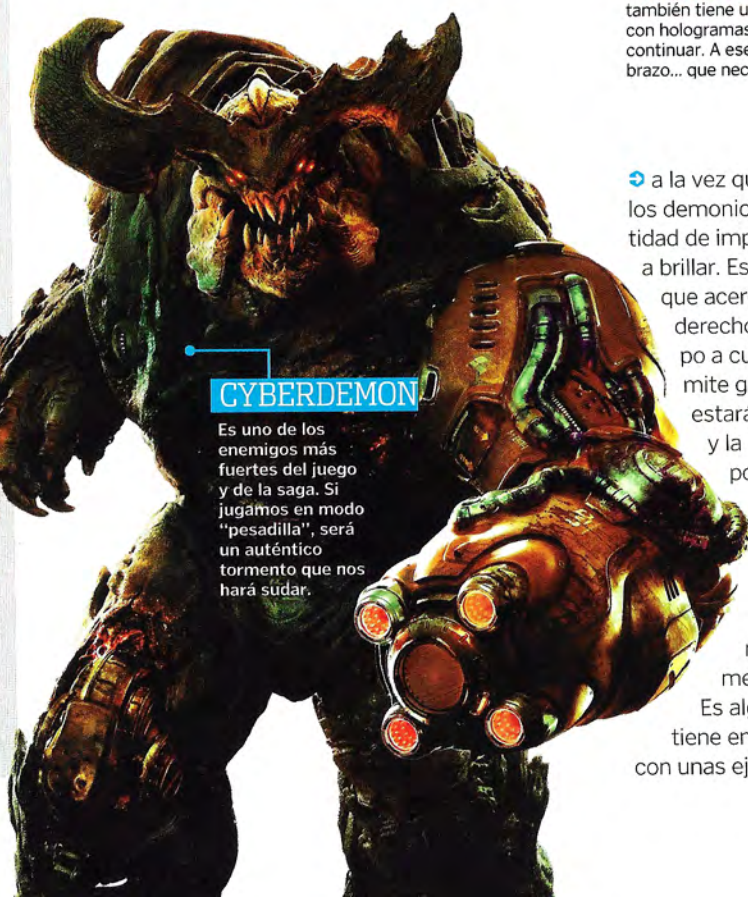 también tiene u
con hologramas
continuar. A ese
brazo... que nec
a la vez qu
los demonio
tidad de imp
a brillar. Es
que acer
derecho
po a cu
mite g
estará
y la
po
me
Es alg
tiene en
con unas ej
CYBERDEMON
Es uno de los
enemigos más
fuertes del juego
y de la saga. Si
jugamos en modo
“pesadilla”, será
un auténtico
tormento que nos
hará sudar.